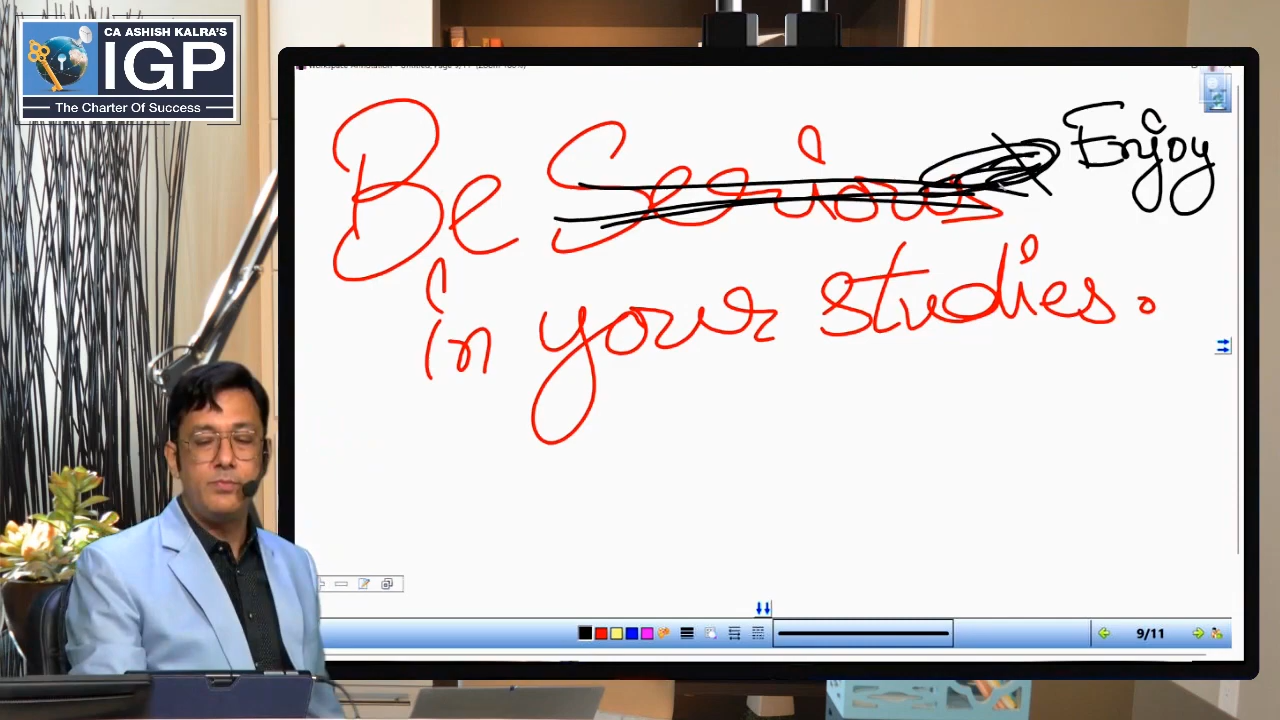 CA ASHISH KALRA'S
IGP
The Charter Of Success
Be Serious Enjoy
in your studies.
9/11